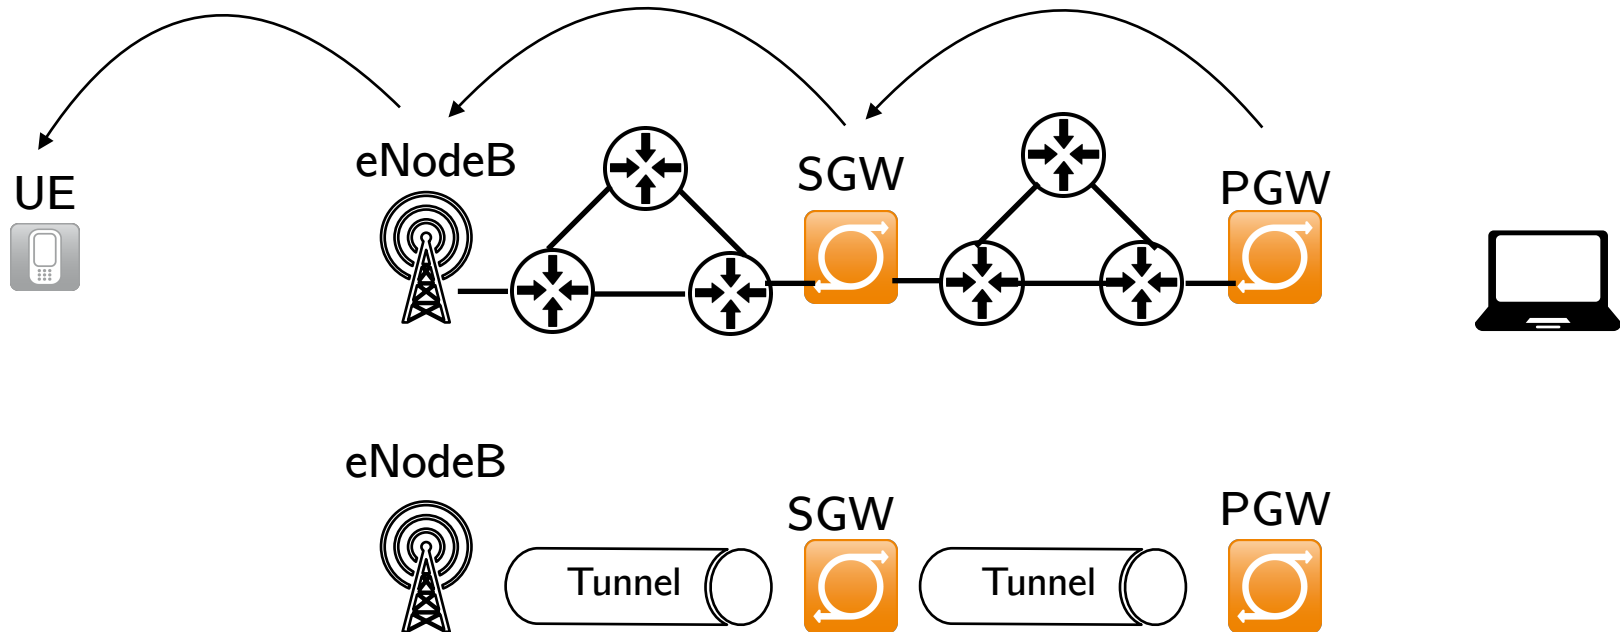 eNodeB
SGW
PGW
UE
eNodeB
SGW
PGW
Tunnel
Tunnel